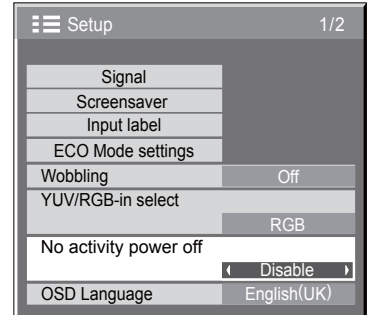 Setup 1/2
Signal
Screensaver
Input label
ECO Mode settings
Wobbling Off
YUV/RGB-in select
RGB
No activity power off
Disable
OSD Language English(UK)